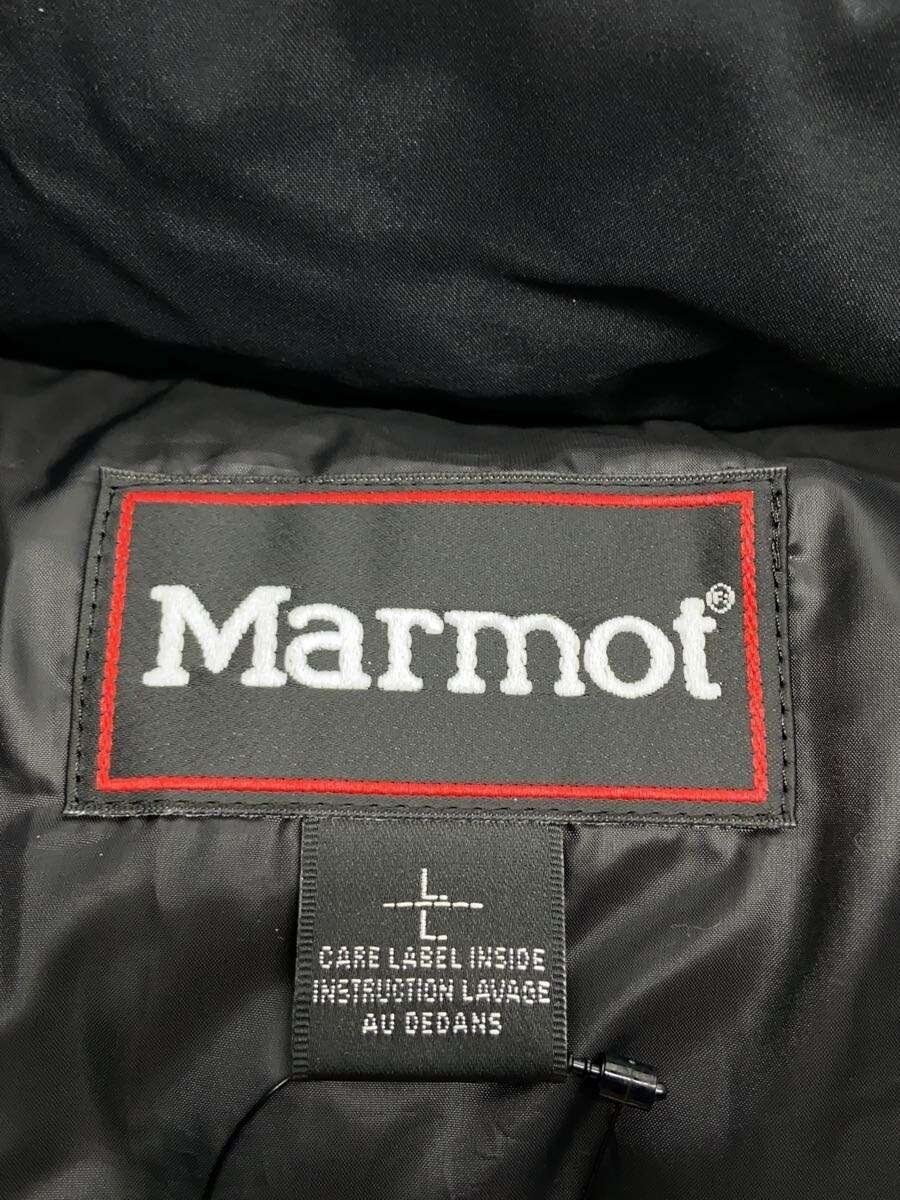 Marmot®
L.
L.
CARE LABEL INSIDE
INSTRUCTION LAVAGE
AU DEDANS